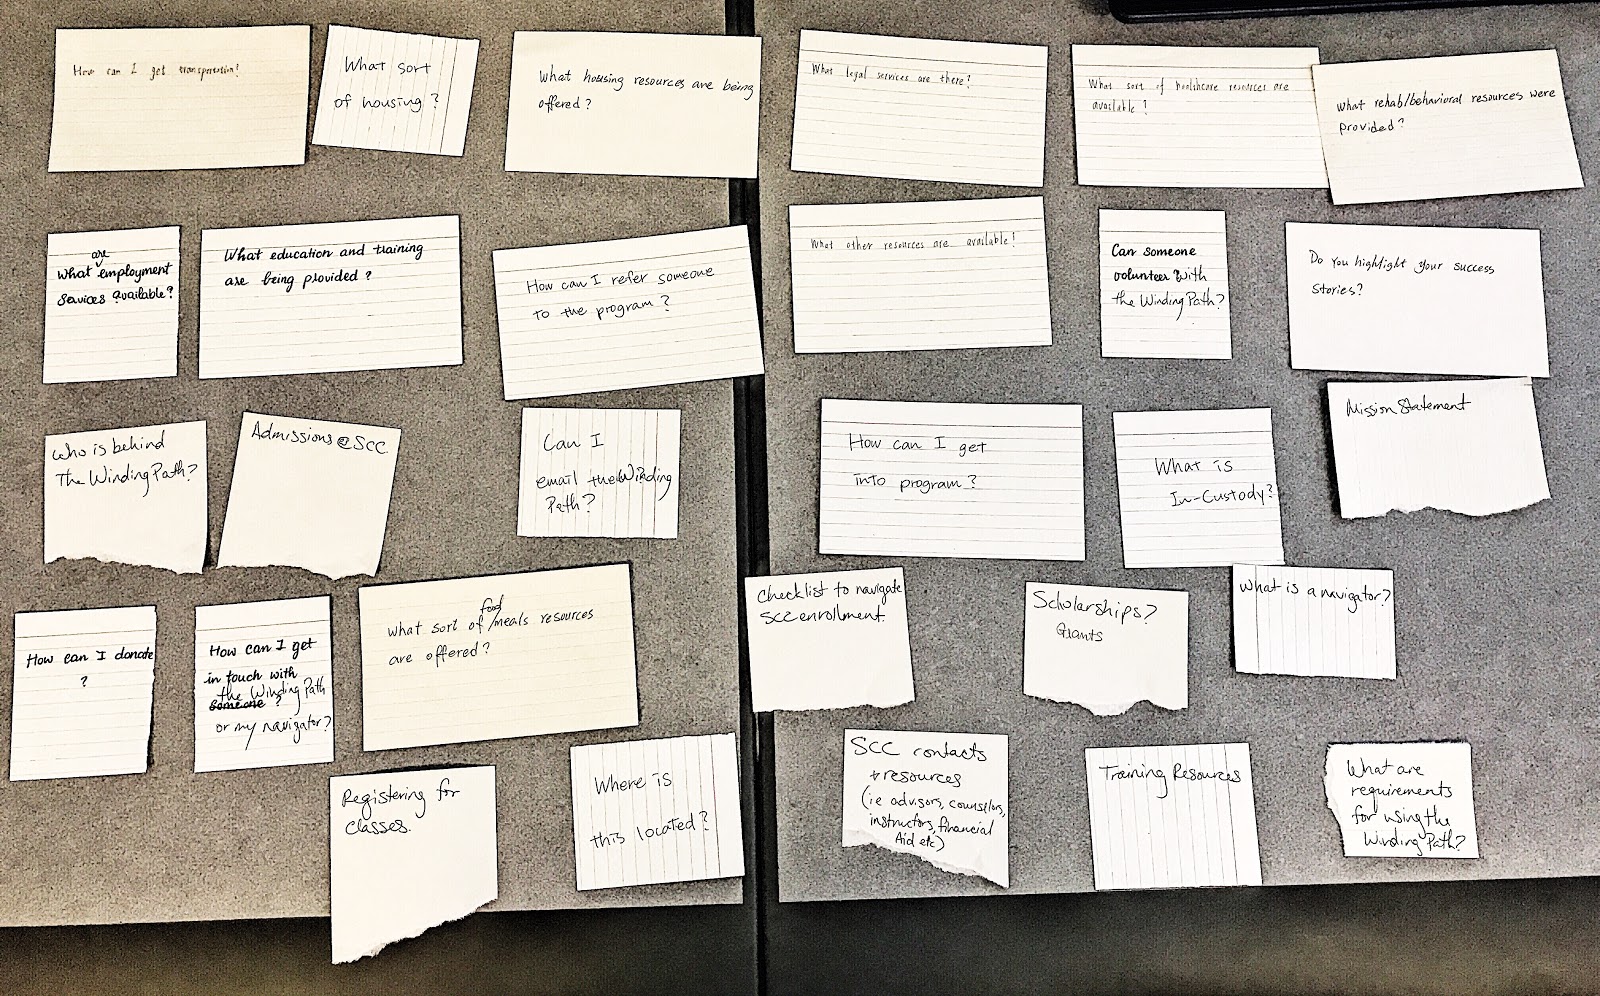 How can I get transpertation?
What sort
of housing?
What housing resources are being
offered?
What legal services are there?
What sort of healthcare resources are
available?
What rehab/behavioral resources were
provided?
are
What employment
services available?
What education and training
are being provided?
How can I refer someone
to the program?
What other resources are available?
Can someone
volunteer with
the Winding Path?
Do you highlight your success
stories?
Who is behind
The Winding Path?
Admissions @ SCC
Can I
email the Winding
Path?
How can I get
into program?
What is
In-Custody?
Mission Statement
How can I donate
?
How can I get
in touch with
the Winding Path
someone?
or my navigator?
food
What sort of /meals resources
are offered?
Checklist to navigate
SCC enrollment.
Scholarships?
Grants
What is a navigator?
Registering for
classes.
Where is
this located?
SCC contacts
+ resources
(ie advisors, counselors,
instructors, financial
Aid etc)
Training Resources
What are
requirements
for using the
Winding Path?